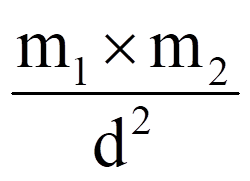 m₁ × m₂
d²